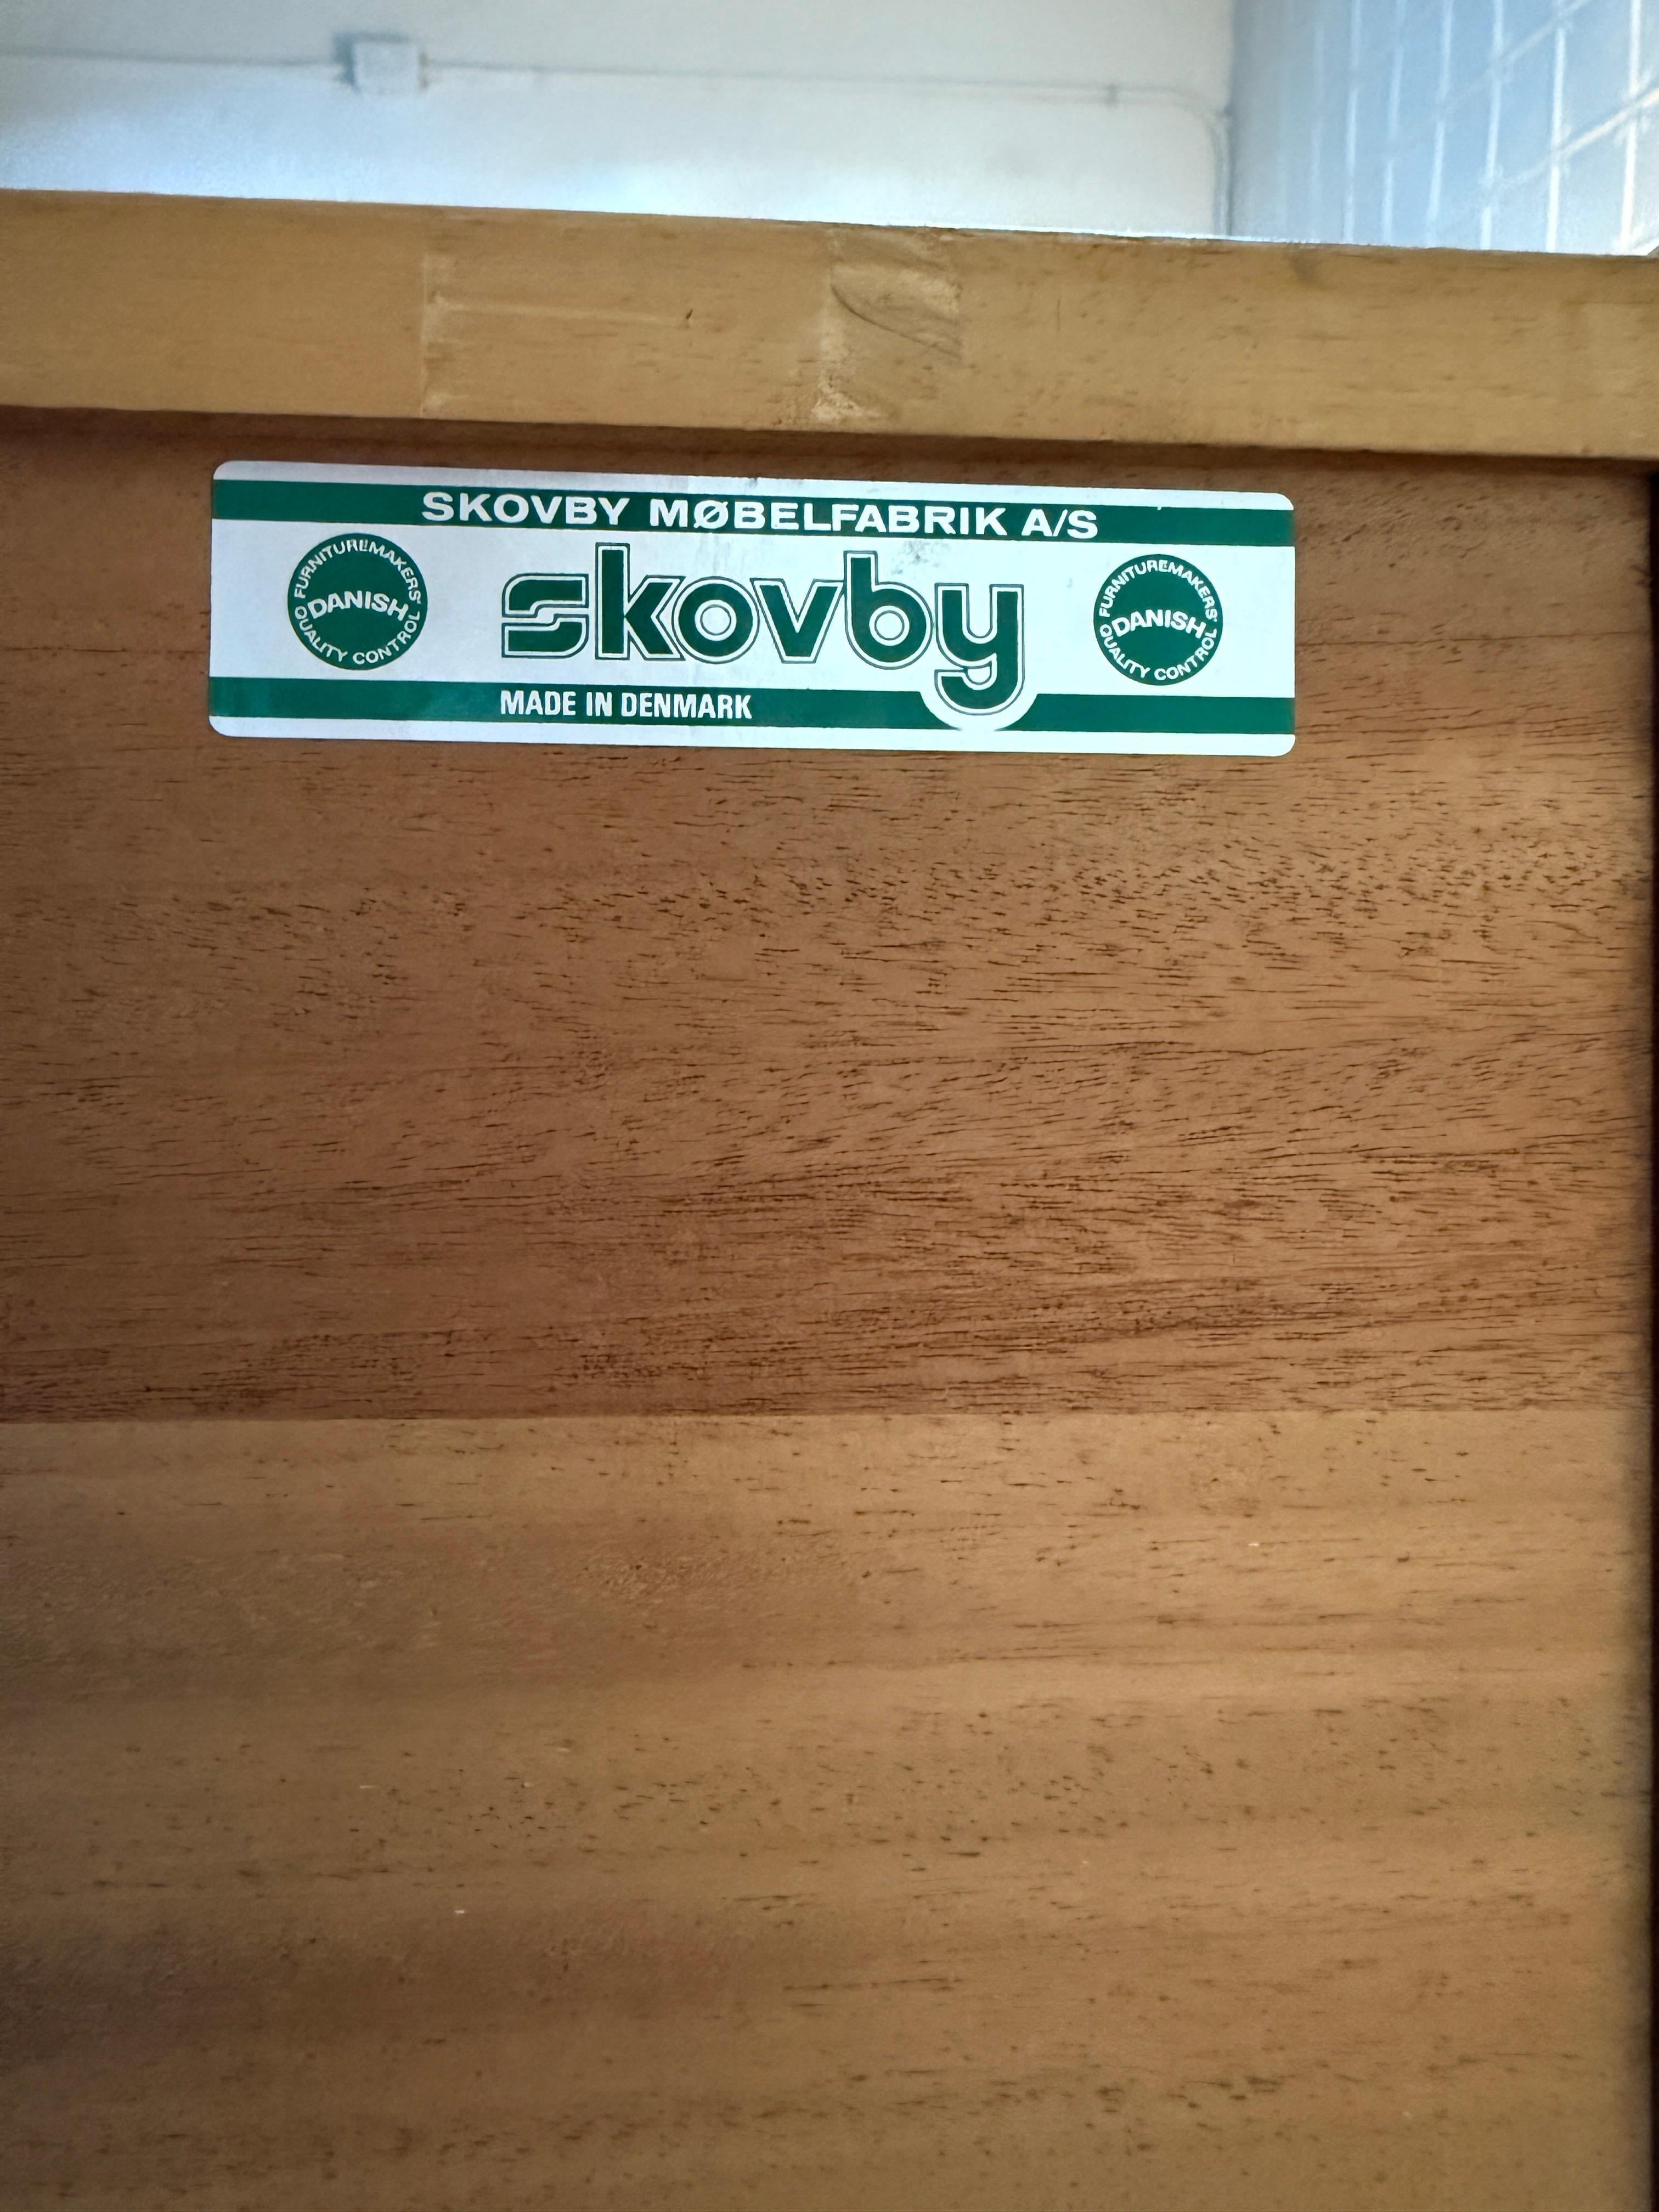 SKOVBY MØBELFABRIK A/S
FURNITUREMAKERS'
DANISH
QUALITY CONTROL
skovby
FURNITUREMAKERS'
DANISH
QUALITY CONTROL
MADE IN DENMARK